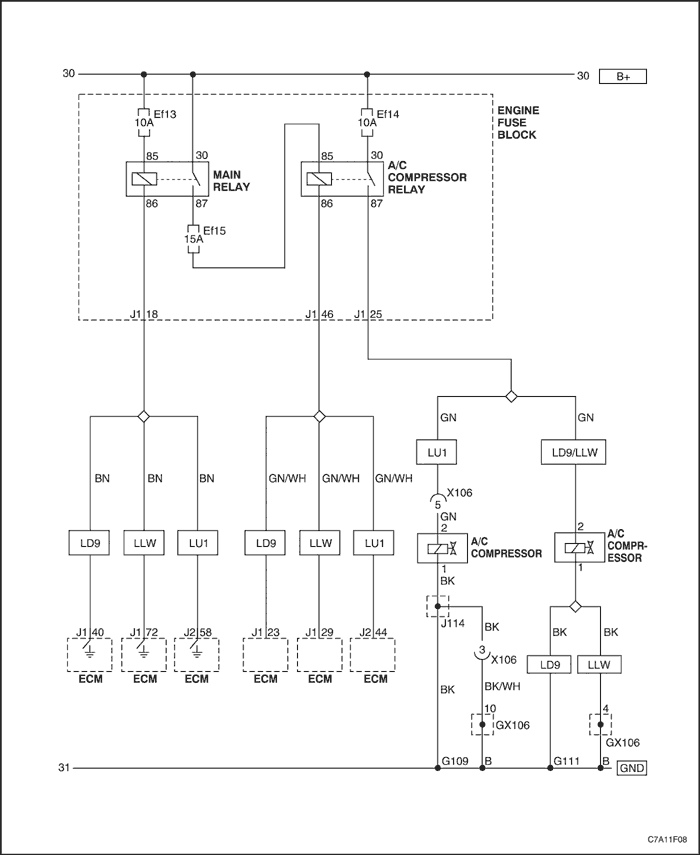 30 30 B+
ENGINE
FUSE
BLOCK
Ef13
10A
Ef14
10A
85 30 85 30
MAIN
RELAY
A/C
COMPRESSOR
RELAY
86 87 86 87
Ef15
15A
J1 18 J1 46 J1 25
GN GN
LU1 LD9/LLW
BN BN BN GN/WH GN/WH GN/WH
X106
5
GN
2 2
LD9 LLW LU1 LD9 LLW LU1
A/C
COMPRESSOR
A/C
COMPR-
ESSOR
1 1
BK
J114
J1 40 J1 72 J2 58 J1 23 J1 29 J2 44
BK BK BK
3
X106
LD9 LLW
ECM ECM ECM ECM ECM ECM
BK BK/WH
10 4
GX106
GX106
31 G109 B G111 B GND
C7A11F08